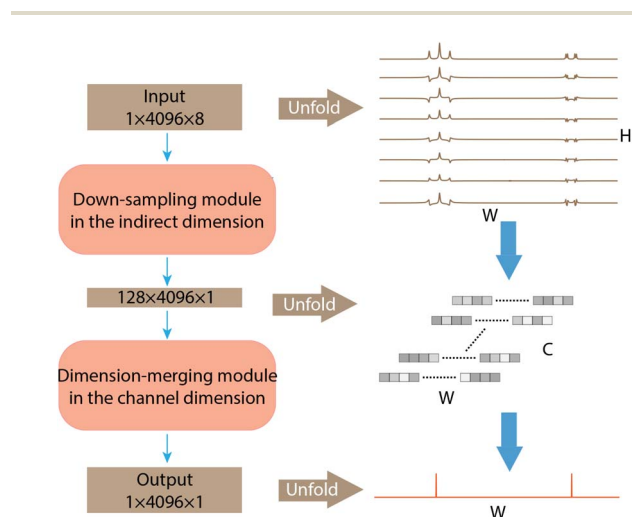 Input
1×4096×8
Unfold
H
Down-sampling module
in the indirect dimension
W
128×4096×1
Unfold
C
Dimension-merging module
in the channel dimension
W
Output
1×4096×1
Unfold
W